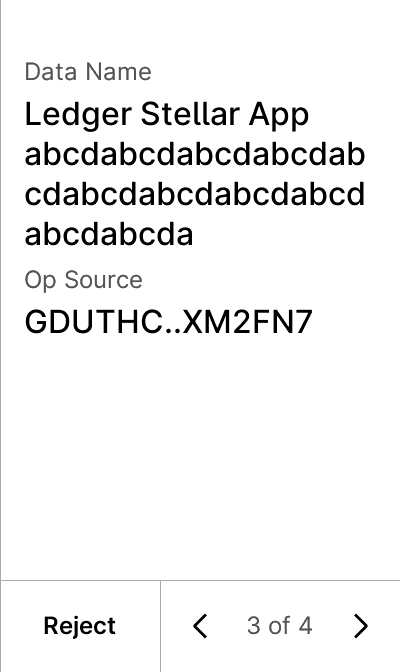 Data Name
Ledger Stellar App
abcdabcdabcdabcdab
cdabcdabcdabcdabcd
abcdabcda
Op Source
GDUTHC..XM2FN7
Reject
3 of 4